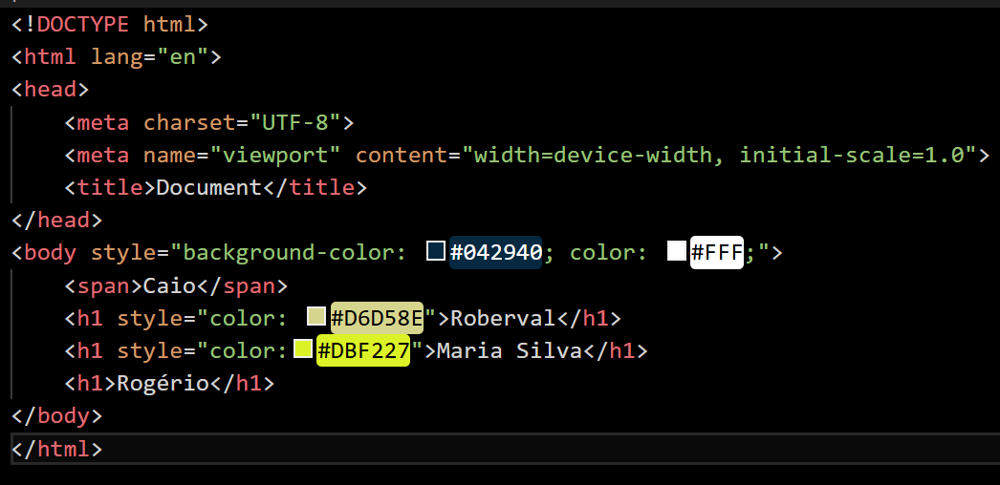 <!DOCTYPE html>
<html lang="en">
<head>
    <meta charset="UTF-8">
    <meta name="viewport" content="width=device-width, initial-scale=1.0">
    <title>Document</title>
</head>
<body style="background-color: #042940; color: #FFF;">
    <span>Caio</span>
    <h1 style="color: #D6D58E">Roberval</h1>
    <h1 style="color:#DBF227">Maria Silva</h1>
    <h1>Rogério</h1>
</body>
</html>